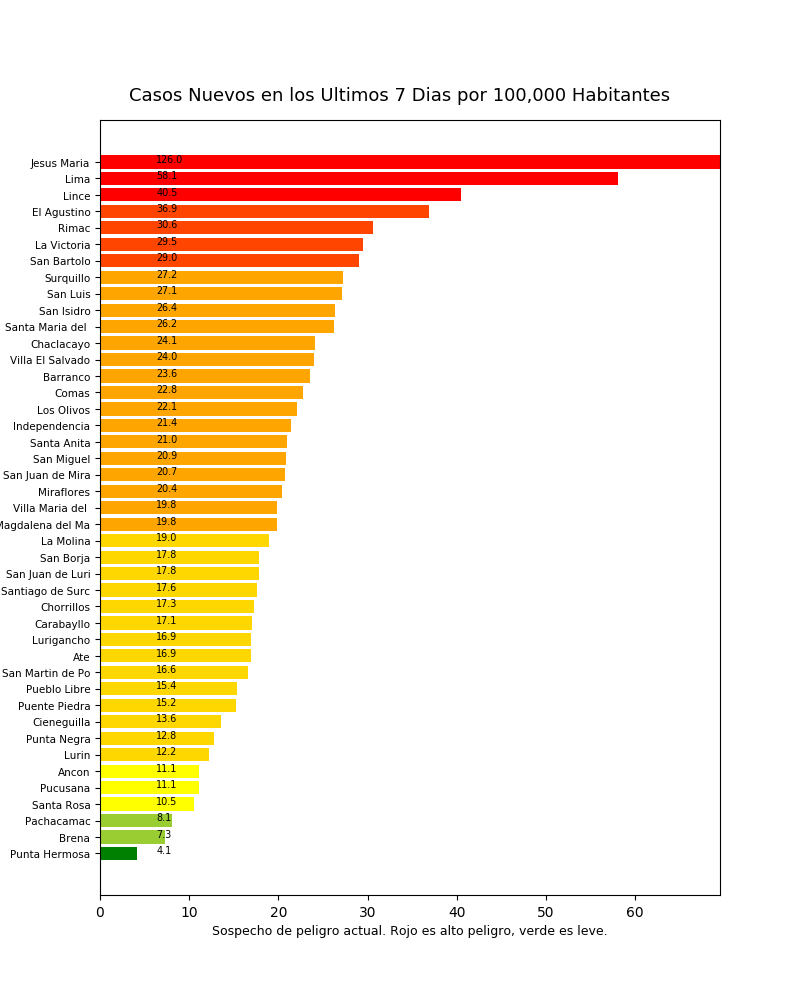 Casos Nuevos en los Ultimos 7 Dias por 100,000 Habitantes
Jesus Maria 126.0
Lima 58.1
Lince 40.5
El Agustino 36.9
Rimac 30.6
La Victoria 29.5
San Bartolo 29.0
Surquillo 27.2
San Luis 27.1
San Isidro 26.4
Santa Maria del 26.2
Chaclacayo 24.1
Villa El Salvado 24.0
Barranco 23.6
Comas 22.8
Los Olivos 22.1
Independencia 21.4
Santa Anita 21.0
San Miguel 20.9
San Juan de Mira 20.7
Miraflores 20.4
Villa Maria del 19.8
Magdalena del Ma 19.8
La Molina 19.0
San Borja 17.8
San Juan de Luri 17.8
Santiago de Surc 17.6
Chorrillos 17.3
Carabayllo 17.1
Lurigancho 16.9
Ate 16.9
San Martin de Po 16.6
Pueblo Libre 15.4
Puente Piedra 15.2
Cieneguilla 13.6
Punta Negra 12.8
Lurin 12.2
Ancon 11.1
Pucusana 11.1
Santa Rosa 10.5
Pachacamac 8.1
Brena 7.3
Punta Hermosa 4.1
0 10 20 30 40 50 60
Sospecho de peligro actual. Rojo es alto peligro, verde es leve.